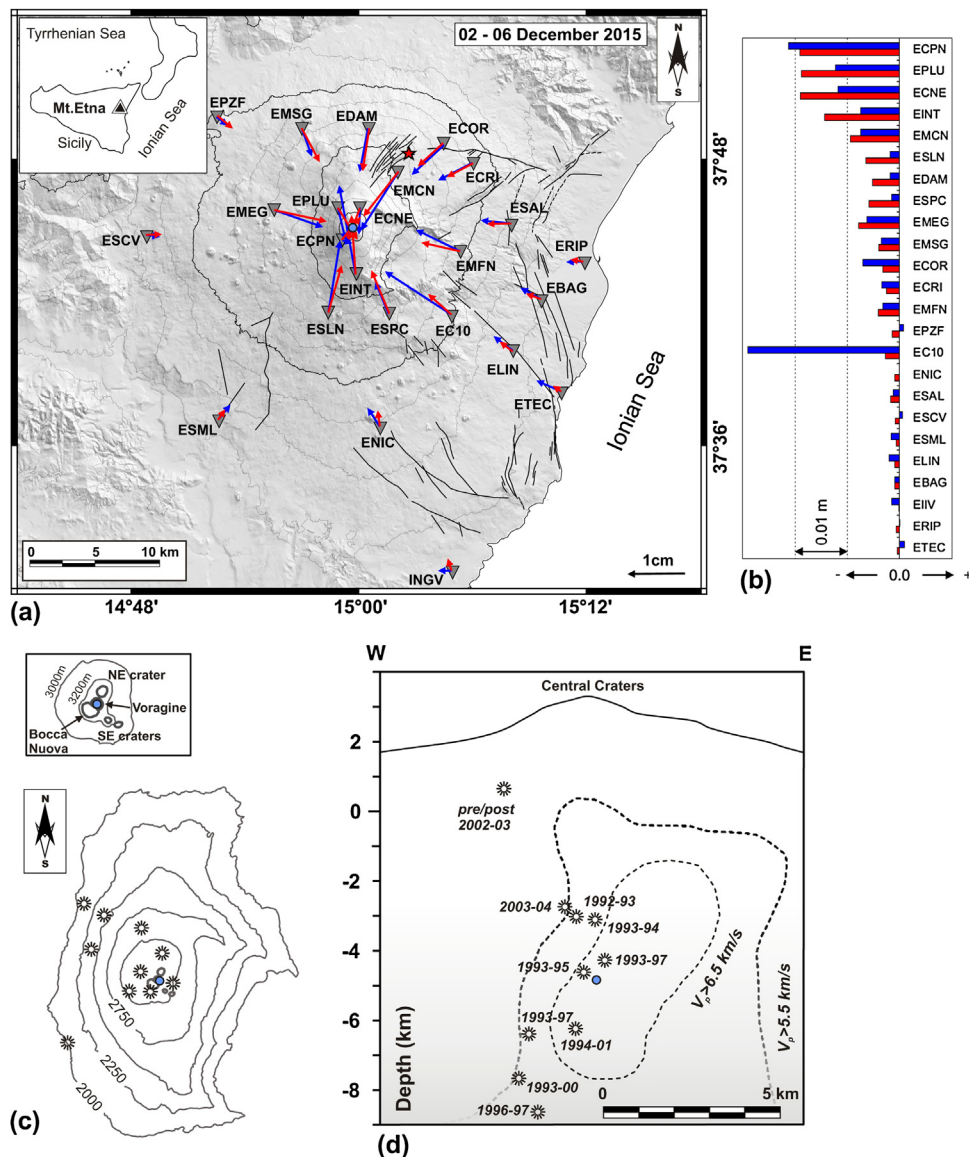 02 - 06 December 2015
N
S
Tyrrhenian Sea
Mt.Etna
Sicily
Ionian Sea
EPZF
EMSG
EDAM
ECOR
ECRI
EMCN
EPLU
EMEG
ECNE
ESAL
ESCV
ECPN
EMFN
ERIP
EINT
EBAG
ESLN
ESPC
EC10
ELIN
ETEC
ESML
ENIC
INGV
Ionian Sea
37°48'
37°36'
0 5 10 km
1cm
14°48' 15°00' 15°12'
(a)
ECPN
EPLU
ECNE
EINT
EMCN
ESLN
EDAM
ESPC
EMEG
EMSG
ECOR
ECRI
EMFN
EPZF
EC10
ENIC
ESAL
ESCV
ESML
ELIN
EBAG
EIIV
ERIP
ETEC
0.01 m
- 0.0 +
(b)
3000m
3200m
NE crater
Voragine
Bocca
Nuova
SE craters
N
S
2750
2250
2000
(c)
W E
Central Craters
2
0
-2
-4
-6
-8
Depth (km)
pre/post
2002-03
2003-04
1992-93
1993-94
1993-97
1993-95
1993-97
1994-01
1993-00
1996-97
Vp>6.5 km/s
Vp>5.5 km/s
0 5 km
(d)